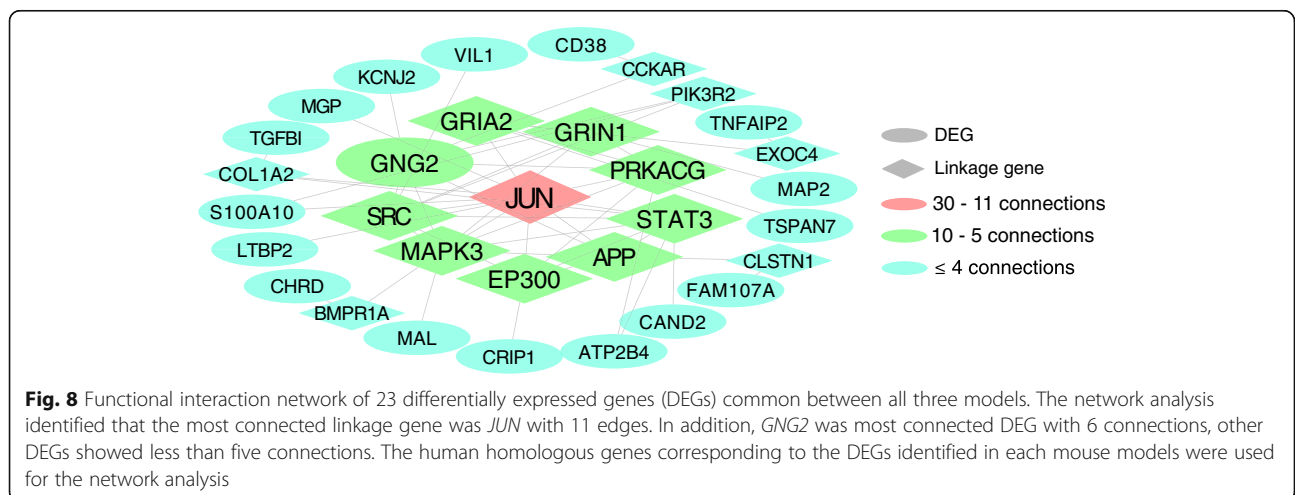 CD38
VIL1
CCKAR
KCNJ2
PIK3R2
MGP
GRIA2
TNFAIP2
GRIN1
TGFBI
EXOC4
GNG2
PRKACG
COL1A2
MAP2
JUN
S100A10
SRC
STAT3
TSPAN7
LTBP2
MAPK3
APP
CLSTN1
EP300
CHRD
FAM107A
BMPR1A
CAND2
MAL
CRIP1
ATP2B4
DEG
Linkage gene
30 - 11 connections
10 - 5 connections
≤ 4 connections
Fig. 8 Functional interaction network of 23 differentially expressed genes (DEGs) common between all three models. The network analysis
identified that the most connected linkage gene was JUN with 11 edges. In addition, GNG2 was most connected DEG with 6 connections, other
DEGs showed less than five connections. The human homologous genes corresponding to the DEGs identified in each mouse models were used
for the network analysis